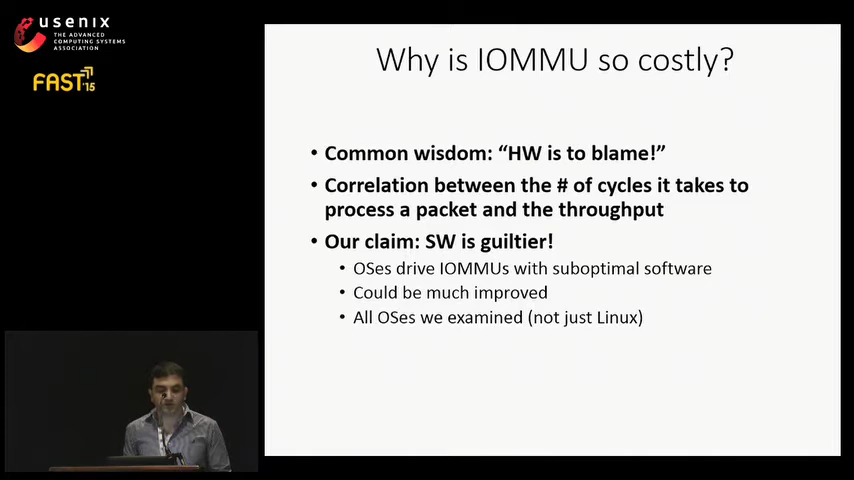 usenix
THE ADVANCED
COMPUTING SYSTEMS
ASSOCIATION
FAST '15
Why is IOMMU so costly?
• Common wisdom: “HW is to blame!”
• Correlation between the # of cycles it takes to
process a packet and the throughput
• Our claim: SW is guiltier!
• OSes drive IOMMUs with suboptimal software
• Could be much improved
• All OSes we examined (not just Linux)